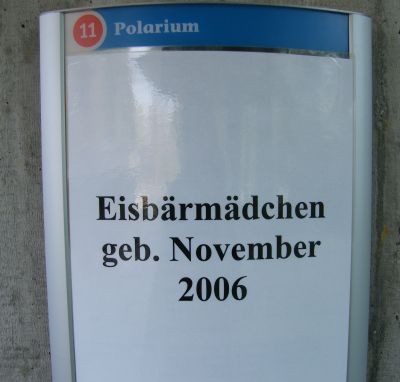 11 Polarium
Eisbärmädchen
geb. November
2006